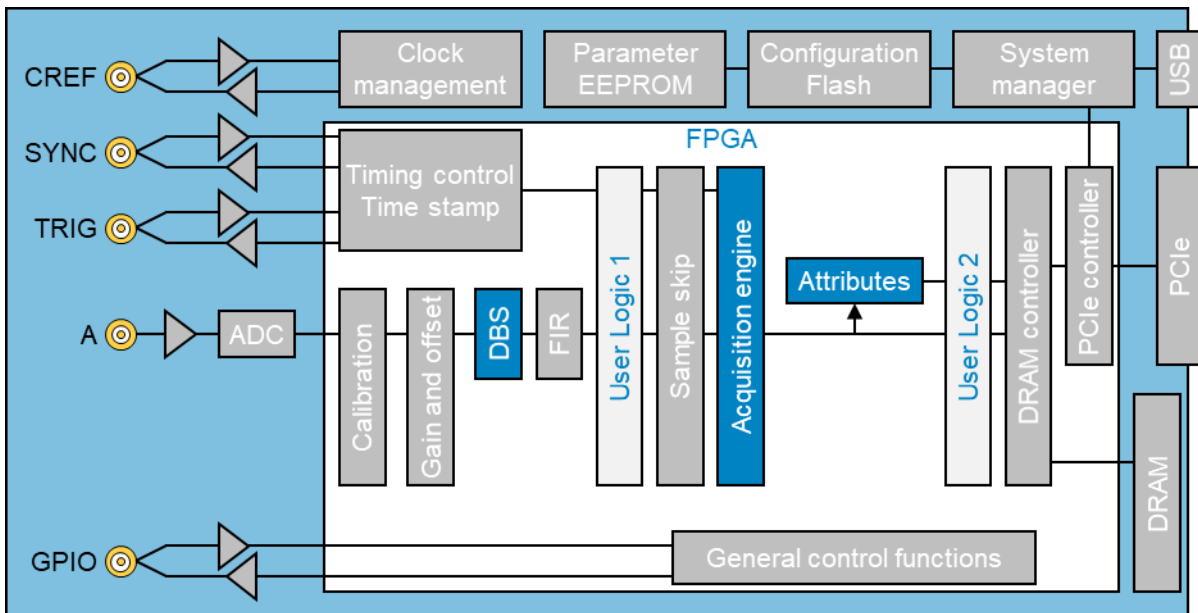 CREF
Clock
management
Parameter
EEPROM
Configuration
Flash
System
manager
USB
SYNC
FPGA
Timing control
Time stamp
TRIG
User Logic 1
Sample skip
Acquisition engine
Attributes
User Logic 2
DRAM controller
PCIe controller
PCIe
A
ADC
Calibration
Gain and offset
DBS
FIR
DRAM
GPIO
General control functions